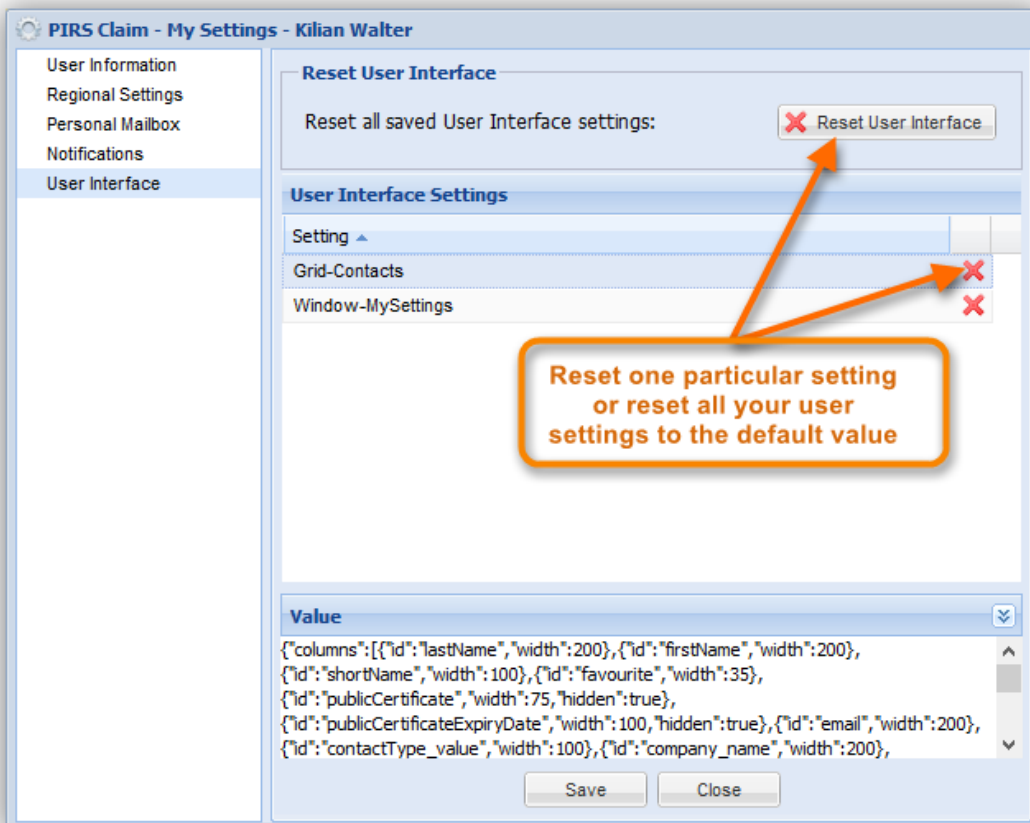 PIRS Claim - My Settings - Kilian Walter
User Information
Regional Settings
Personal Mailbox
Notifications
User Interface
Reset User Interface
Reset all saved User Interface settings:
Reset User Interface
User Interface Settings
Setting
Grid-Contacts
Window-MySettings
Reset one particular setting
or reset all your user
settings to the default value
Value
{"columns":[{"id":"lastName","width":200},{"id":"firstName","width":200},
{"id":"shortName","width":100},{"id":"favourite","width":35},
{"id":"publicCertificate","width":75,"hidden":true},
{"id":"publicCertificateExpiryDate","width":100,"hidden":true},{"id":"email","width":200},
{"id":"contactType_value","width":100},{"id":"company_name","width":200},
Save
Close